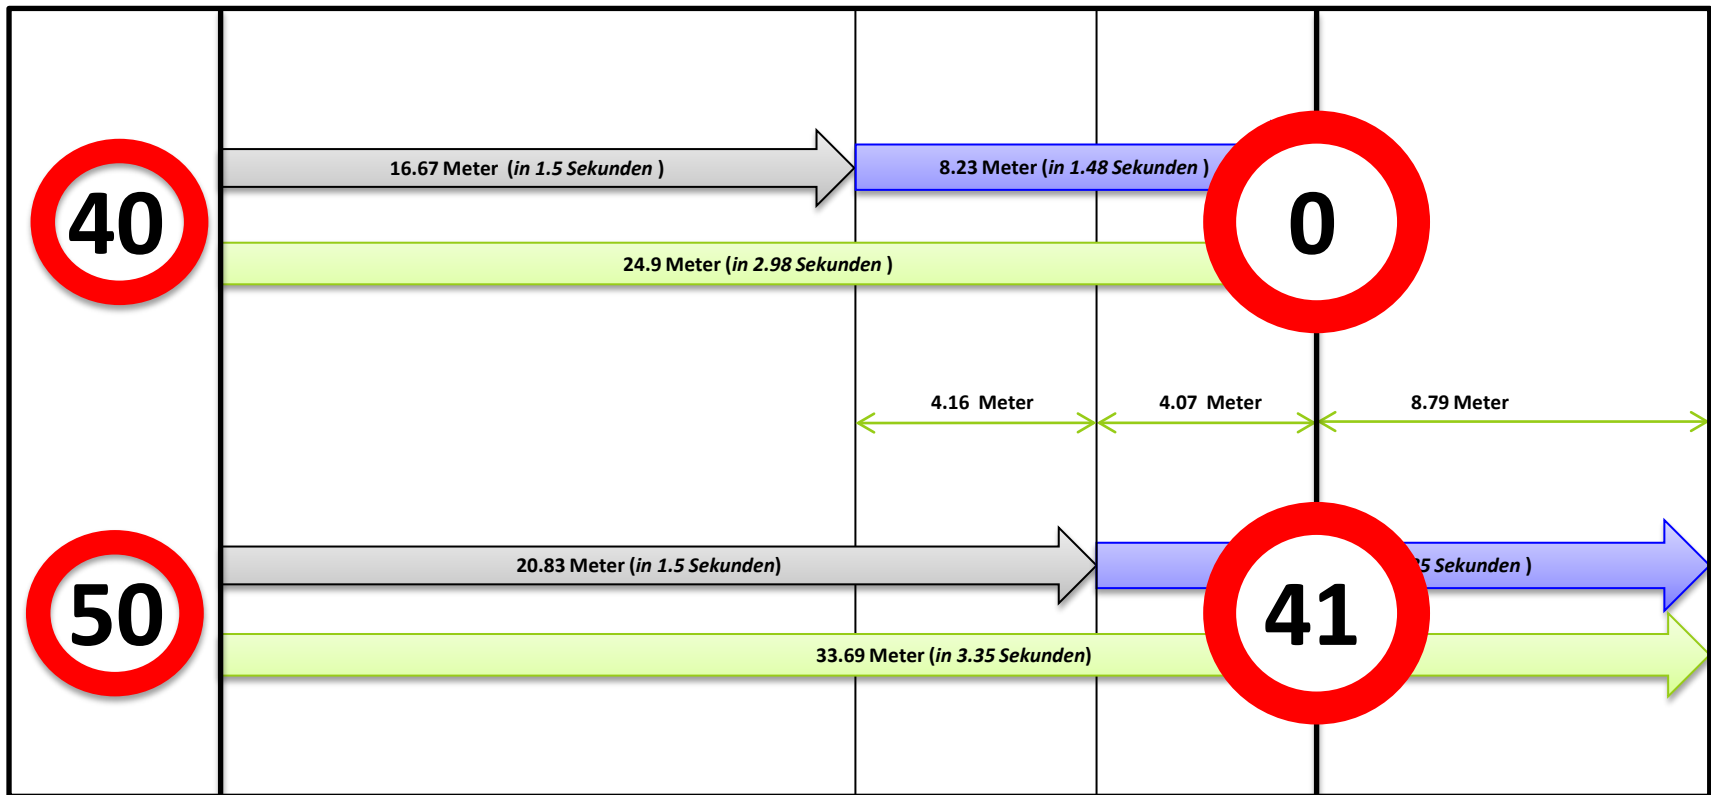 16.67 Meter (in 1.5 Sekunden )
8.23 Meter (in 1.48 Sekunden )
40
0
24.9 Meter (in 2.98 Sekunden )
4.16 Meter
4.07 Meter
8.79 Meter
20.83 Meter (in 1.5 Sekunden)
Sekunden )
50
41
33.69 Meter (in 3.35 Sekunden)